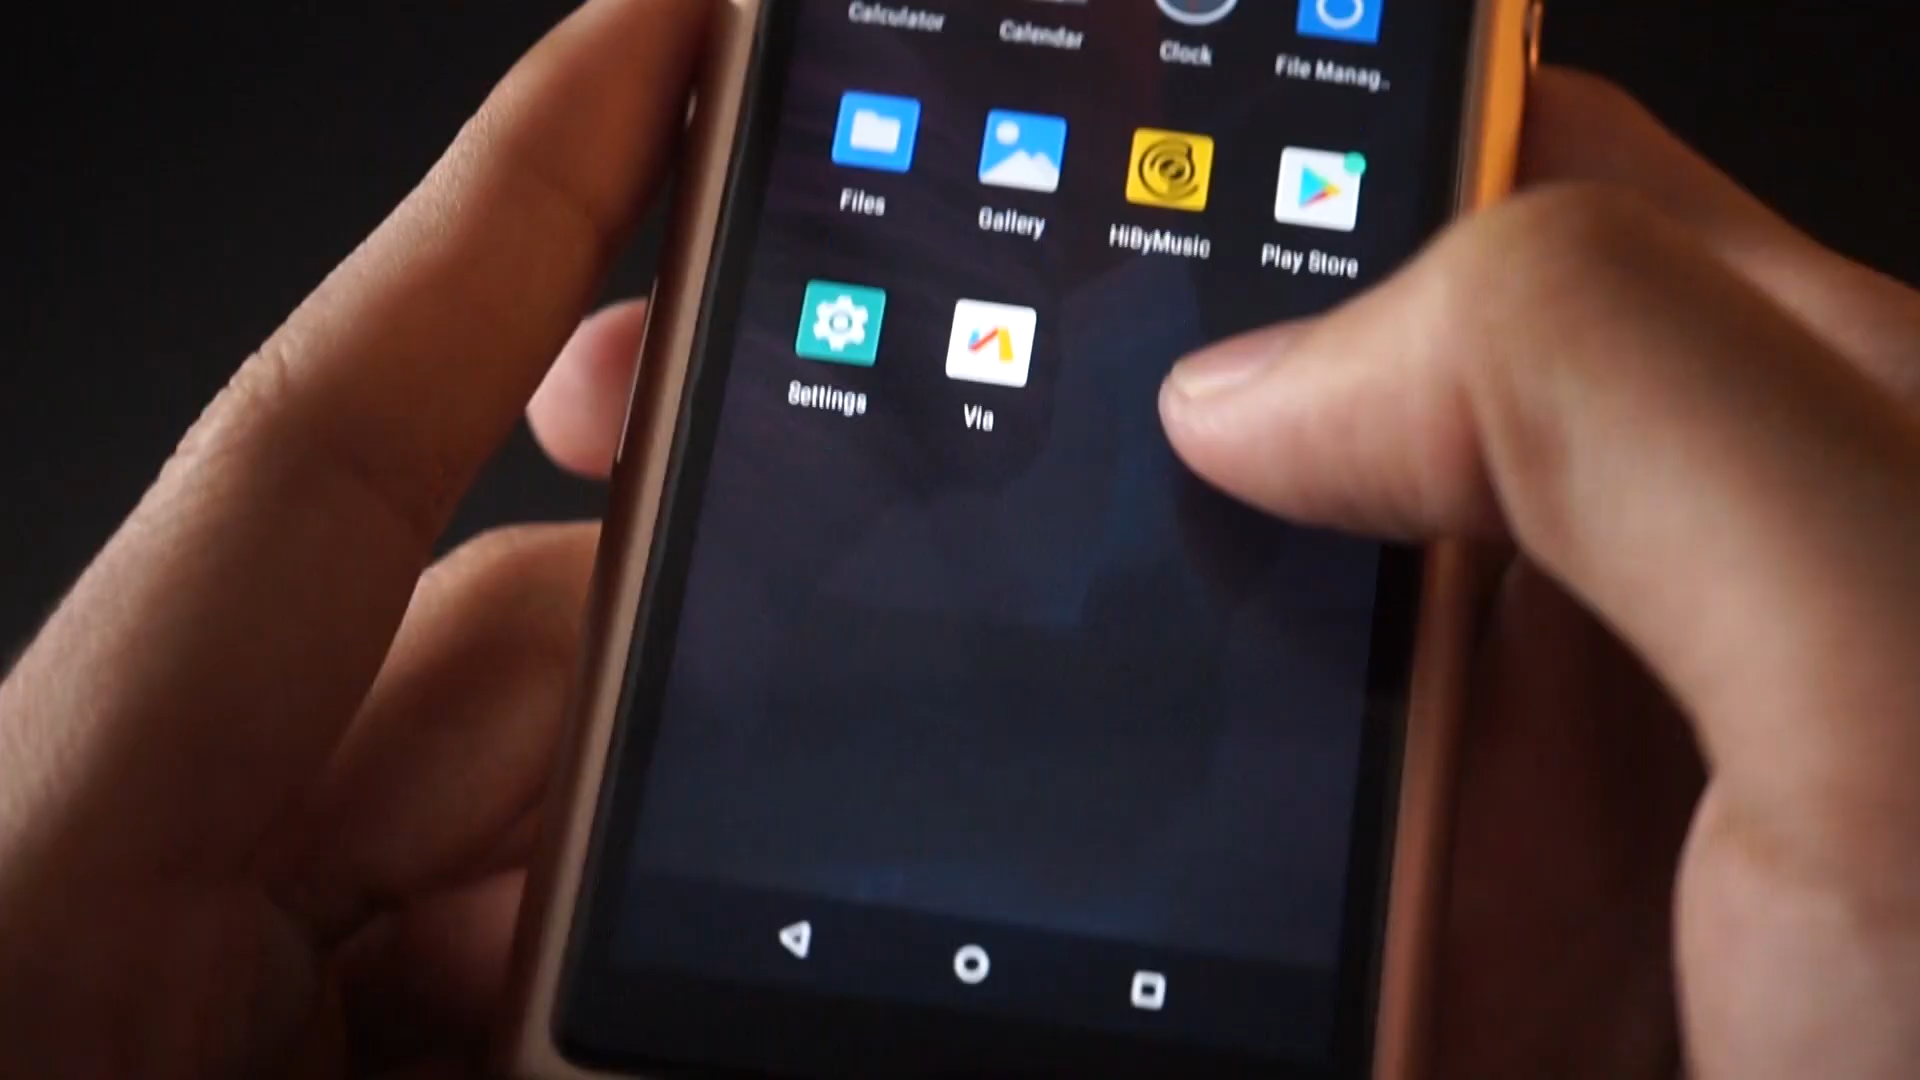 Calculator
Calendar
Clock
File Manag..
Files
Gallery
HiByMusic
Play Store
Settings
Via